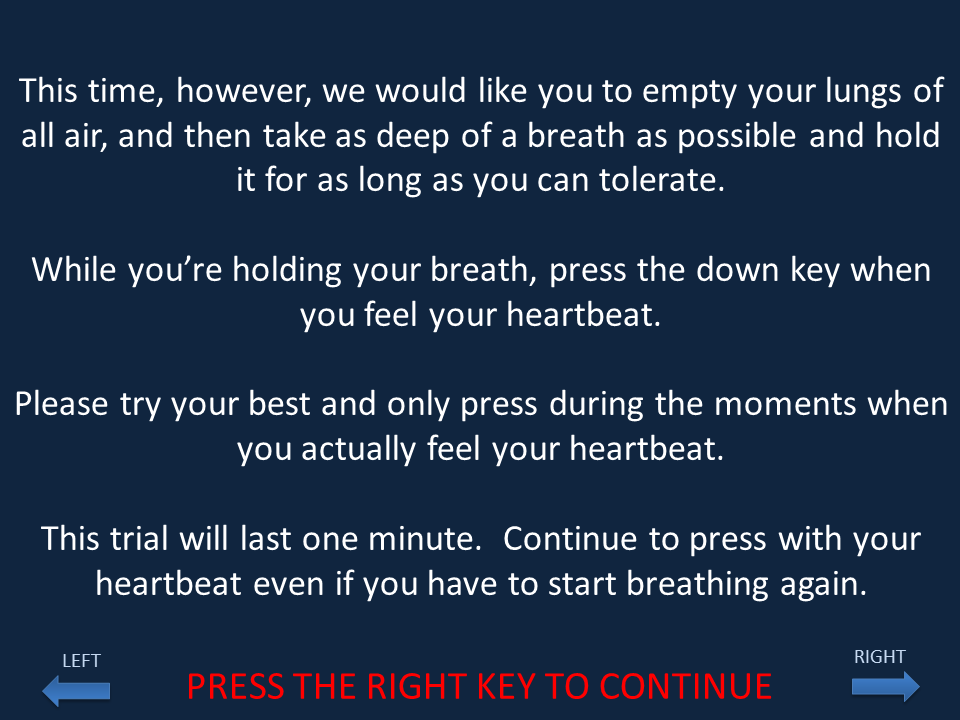 This time, however, we would like you to empty your lungs of
all air, and then take as deep of a breath as possible and hold
it for as long as you can tolerate.
While you’re holding your breath, press the down key when
you feel your heartbeat.
Please try your best and only press during the moments when
you actually feel your heartbeat.
This trial will last one minute.  Continue to press with your
heartbeat even if you have to start breathing again.
LEFT
PRESS THE RIGHT KEY TO CONTINUE
RIGHT